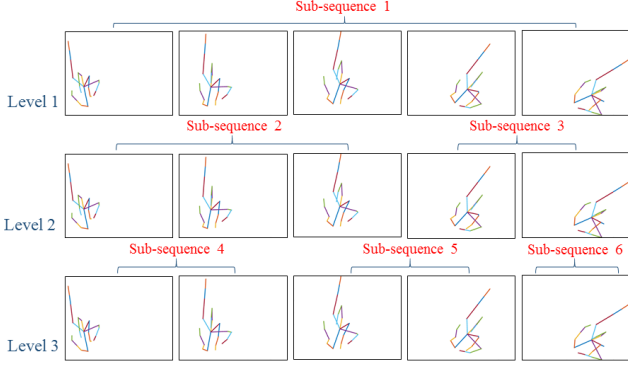 Sub-sequence 1
Level 1
Sub-sequence 2 Sub-sequence 3
Level 2
Sub-sequence 4 Sub-sequence 5 Sub-sequence 6
Level 3